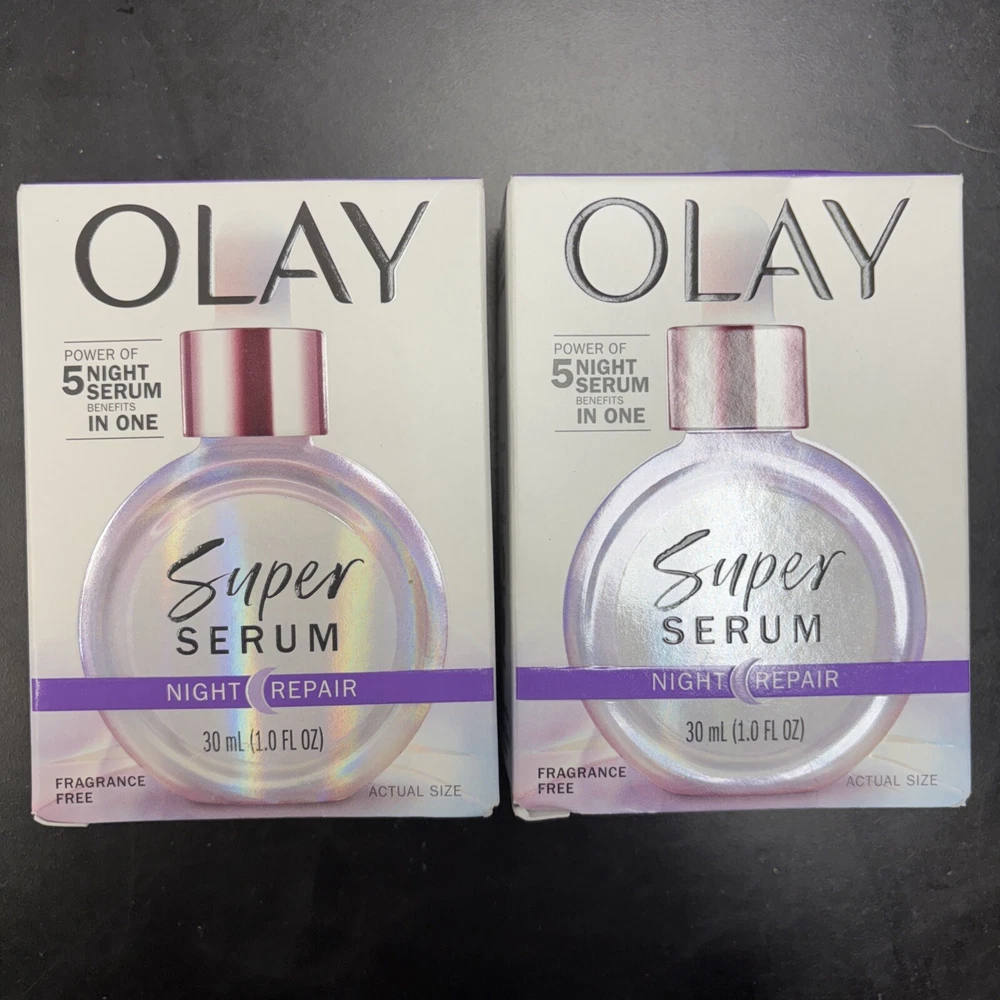 OLAY
POWER OF
5 NIGHT
SERUM
BENEFITS
IN ONE
Super
SERUM
NIGHT REPAIR
30 mL (1.0 FL OZ)
FRAGRANCE
FREE
ACTUAL SIZE
OLAY
POWER OF
5 NIGHT
SERUM
BENEFITS
IN ONE
Super
SERUM
NIGHT REPAIR
30 mL (1.0 FL OZ)
FRAGRANCE
FREE
ACTUAL SIZE